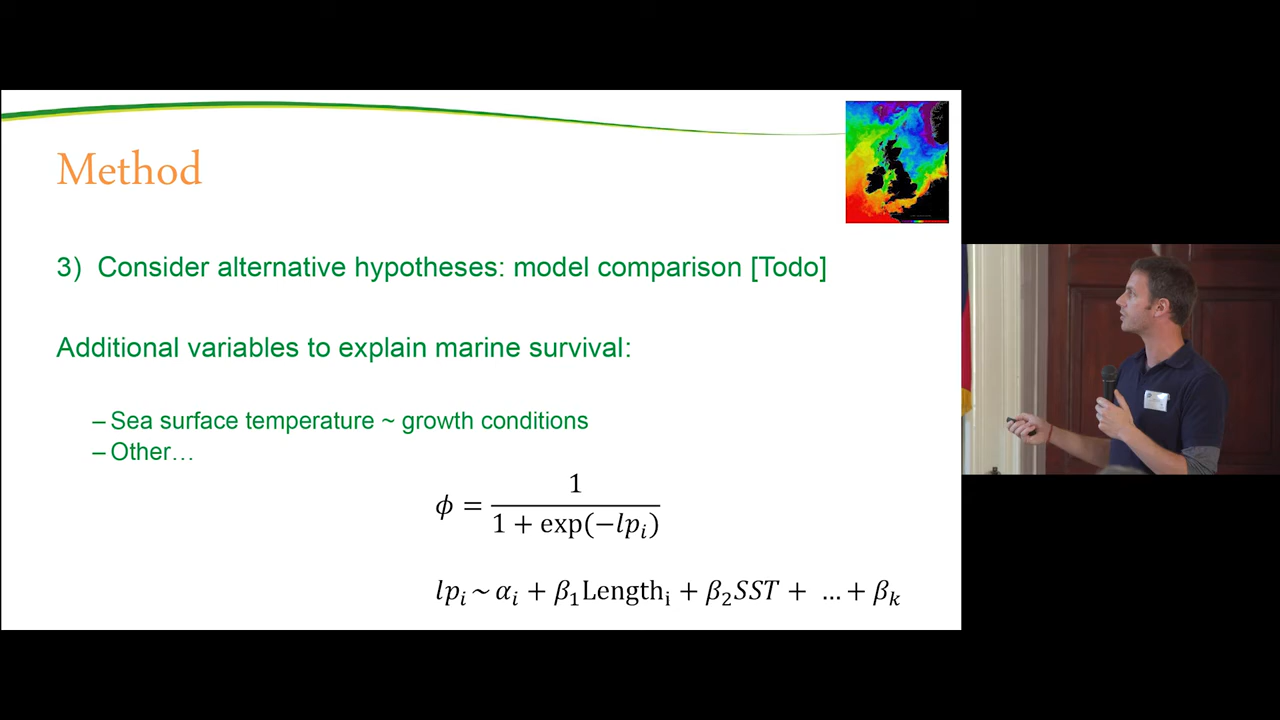 Method
3) Consider alternative hypotheses: model comparison [Todo]
Additional variables to explain marine survival:
– Sea surface temperature ~ growth conditions
– Other…
𝜙 = 1 / (1 + exp(−lpᵢ))
lpᵢ ~ αᵢ + β₁Lengthᵢ + β₂SST + … + βₖ